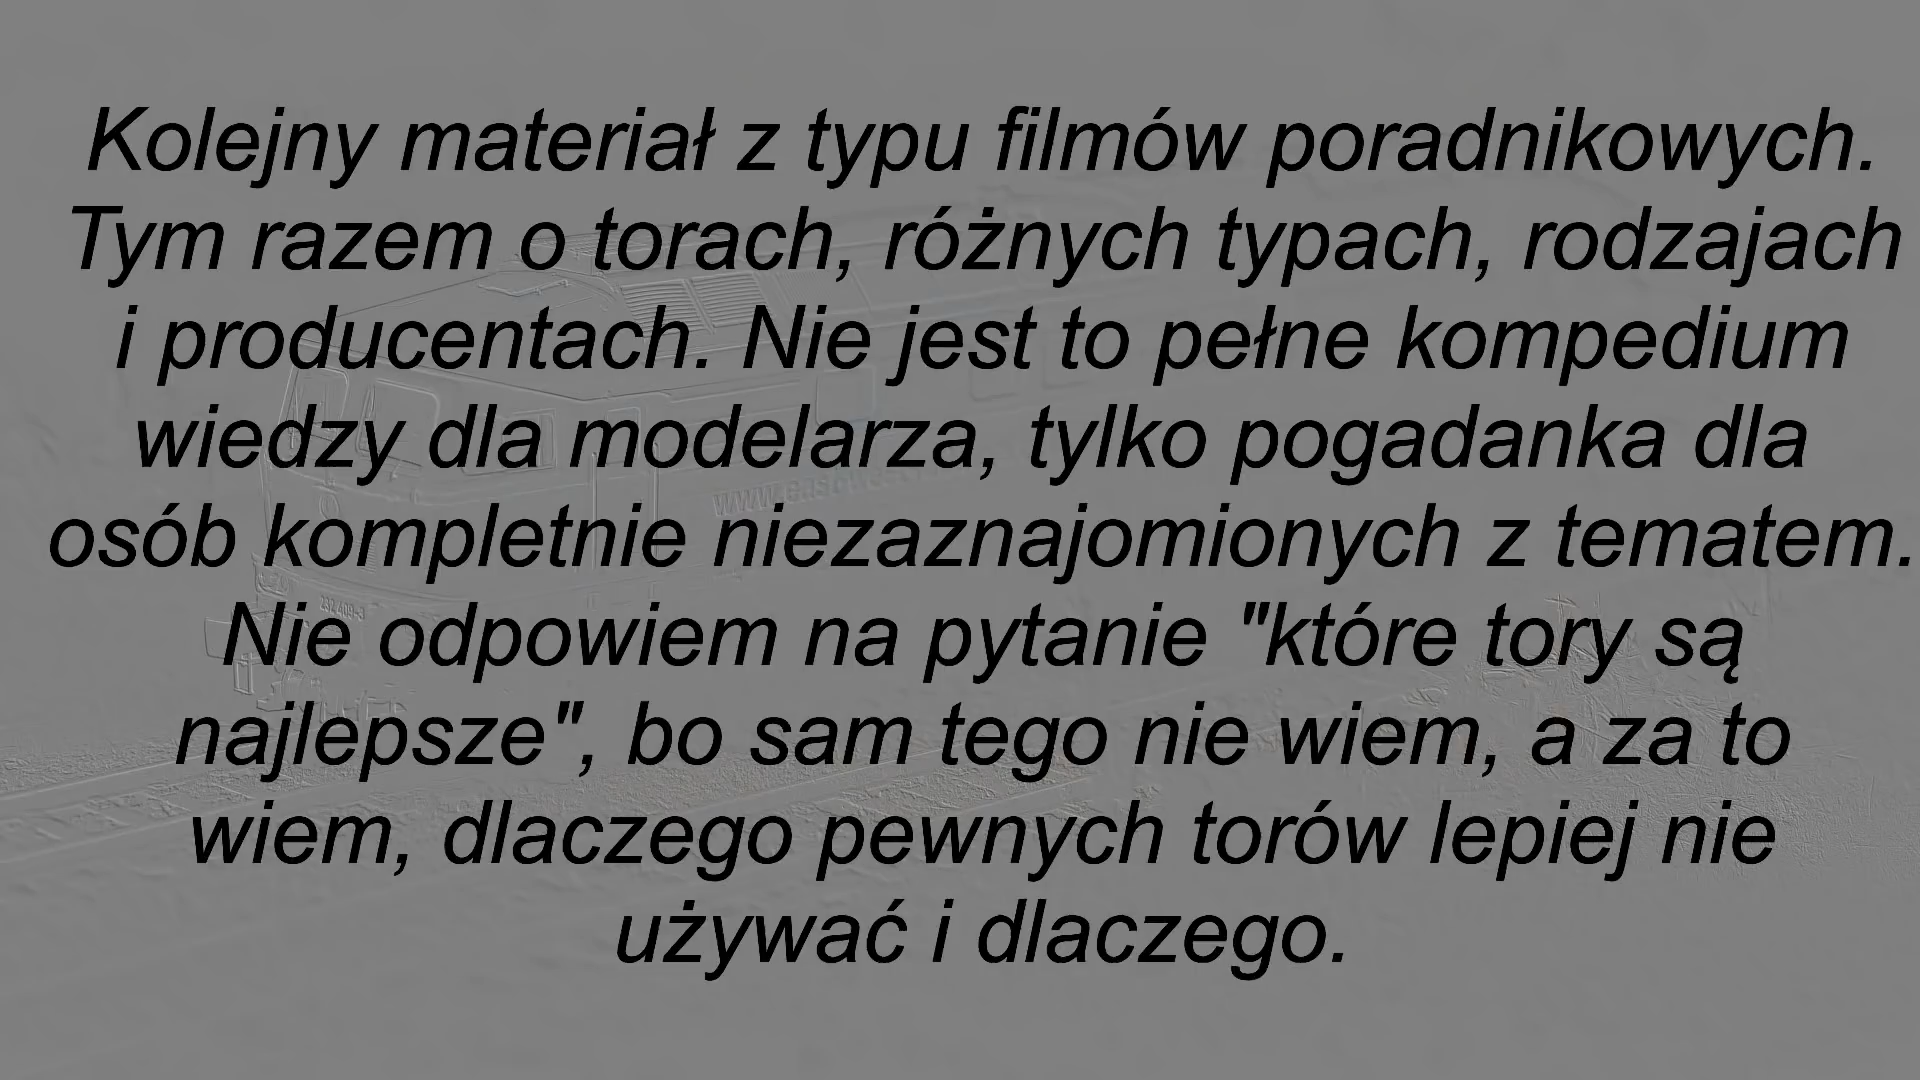 Kolejny materiał z typu filmów poradnikowych.
Tym razem o torach, różnych typach, rodzajach
i producentach. Nie jest to pełne kompedium
wiedzy dla modelarza, tylko pogadanka dla
osób kompletnie niezaznajomionych z tematem.
Nie odpowiem na pytanie "które tory są
najlepsze", bo sam tego nie wiem, a za to
wiem, dlaczego pewnych torów lepiej nie
używać i dlaczego.